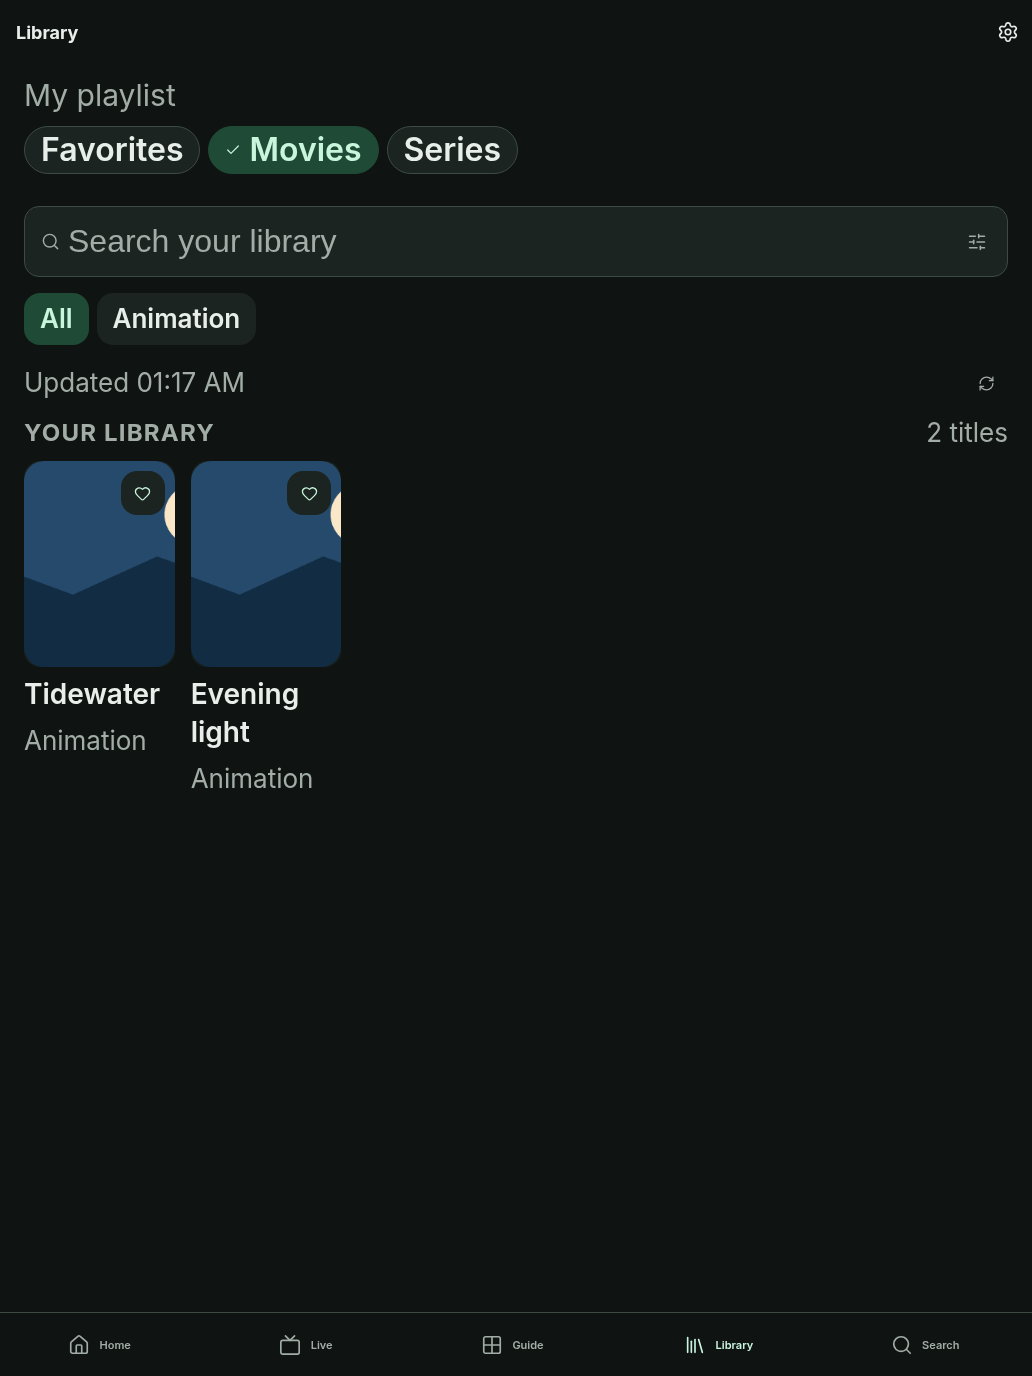 Library
My playlist
Favorites
Movies
Series
Search your library
All
Animation
Updated 01:17 AM
YOUR LIBRARY
2 titles
Tidewater
Animation
Evening
light
Animation
Home
Live
Guide
Library
Search